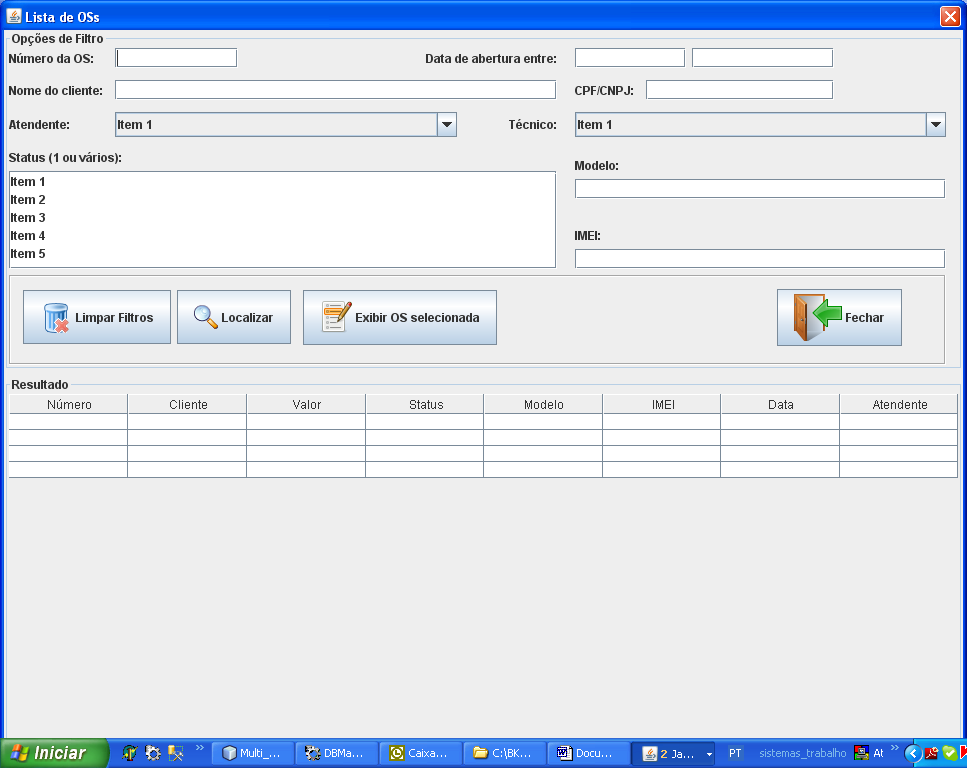 Lista de OSs
Opções de Filtro
Número da OS:
Data de abertura entre:
Nome do cliente:
CPF/CNPJ:
Atendente:
Item 1
Técnico:
Item 1
Status (1 ou vários):
Modelo:
Item 1
Item 2
Item 3
Item 4
Item 5
IMEI:
Limpar Filtros
Localizar
Exibir OS selecionada
Fechar
Resultado
Número Cliente Valor Status Modelo IMEI Data Atendente
Iniciar
»
Multi_...
DBMa...
Caixa...
C:\BK...
Docu...
2 Ja...
PT
sistemas_trabalho
At
»